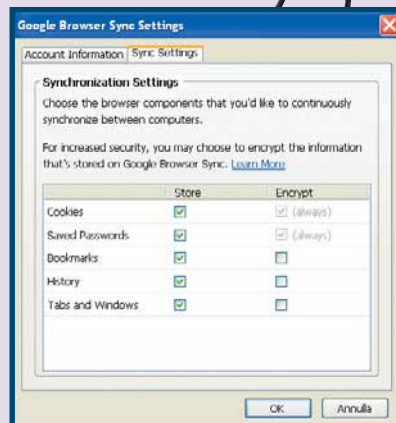 Google Browser Sync Settings
Account Information Sync Settings
Synchronization Settings
Choose the browser components that you'd like to continuously
synchronize between computers.
For increased security, you may choose to encrypt the information
that's stored on Google Browser Sync. Learn More
Store Encrypt
Cookies (always)
Saved Passwords (always)
Bookmarks
History
Tabs and Windows
OK Annulla